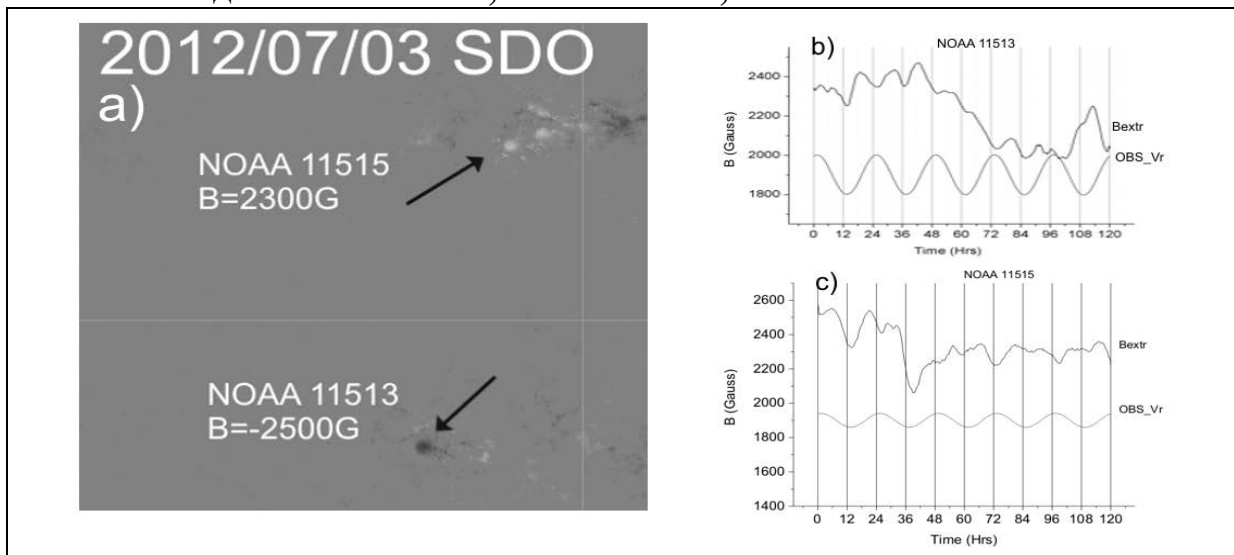 2012/07/03 SDO
a)
NOAA 11515
B=2300G
NOAA 11513
B=-2500G
b)
NOAA 11513
B (Gauss)
2400
2200
2000
1800
Bextr
OBS_Vr
0 12 24 36 48 60 72 84 96 108 120
Time (Hrs)
c)
NOAA 11515
B (Gauss)
2600
2400
2200
2000
1800
1600
1400
Bextr
OBS_Vr
0 12 24 36 48 60 72 84 96 108 120
Time (Hrs)